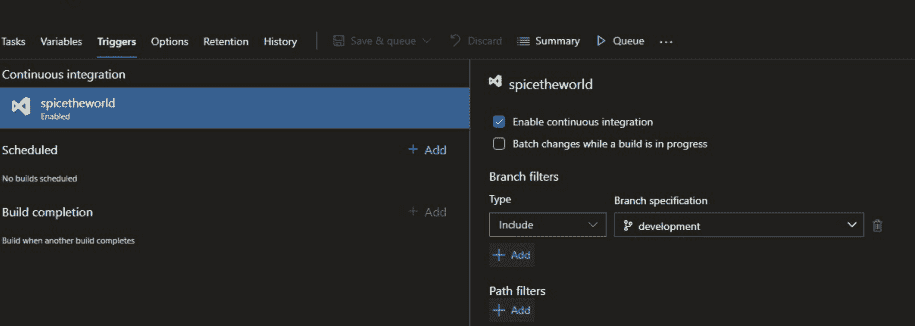 Tasks Variables Triggers Options Retention History Save & queue Discard Summary Queue ...
Continuous integration
spicetheworld
Enabled
Scheduled + Add
No builds scheduled
Build completion + Add
Build when another build completes
spicetheworld
Enable continuous integration
Batch changes while a build is in progress
Branch filters
Type Branch specification
Include development
+ Add
Path filters
+ Add